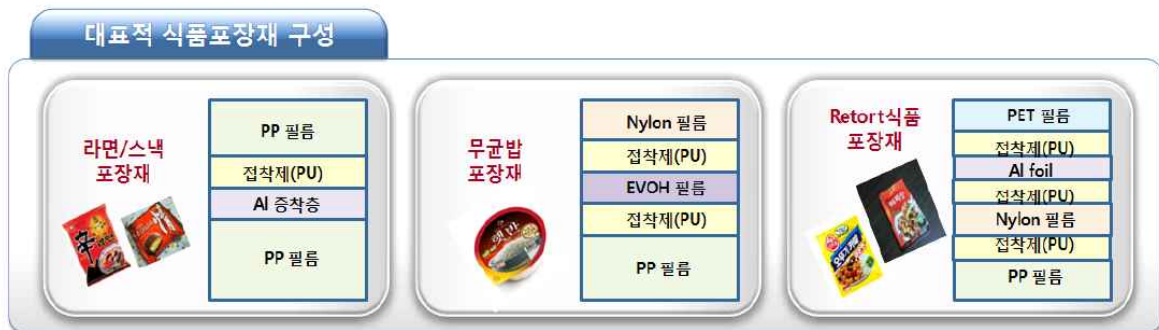 대표적 식품포장재 구성
라면/스낵
포장재
PP 필름
접착제(PU)
Al 증착층
PP 필름
무균밥
포장재
Nylon 필름
접착제(PU)
EVOH 필름
접착제(PU)
PP 필름
Retort식품
포장재
PET 필름
접착제(PU)
Al foil
접착제(PU)
Nylon 필름
접착제(PU)
PP 필름
辛
햇반